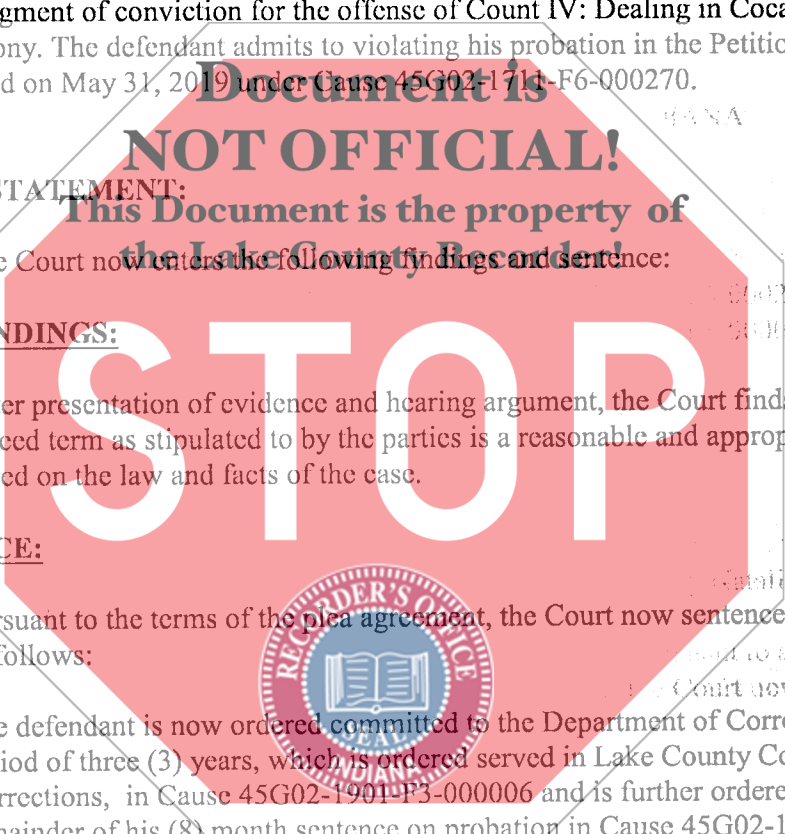 gment of conviction for the offense of Count IV: Dealing in Coca
ony. The defendant admits to violating his probation in the Petitio
d on May 31, 2019 under Cause 45G02-1711-F6-000270.
Document is
NOT OFFICIAL!
STATEMENT:
This Document is the property of
the Lake County Recorder!
e Court now enters the following findings and sentence:
NDINGS:
STOP
er presentation of evidence and hearing argument, the Court finds
eed term as stipulated to by the parties is a reasonable and approp
ed on the law and facts of the case.
CE:
RECORDER'S OFFICE
SEAL
INDIANA
rsuant to the terms of the plea agreement, the Court now sentence
follows:
Court now
e defendant is now ordered committed to the Department of Corre
iod of three (3) years, which is ordered served in Lake County Co
rrections, in Cause 45G02-1901-F3-000006 and is further ordere
mainder of his (8) month sentence on probation in Cause 45G02-1